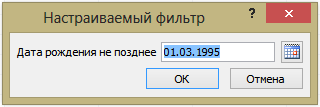 Настраиваемый фильтр
Дата рождения не позднее 01.03.1995
ОК Отмена